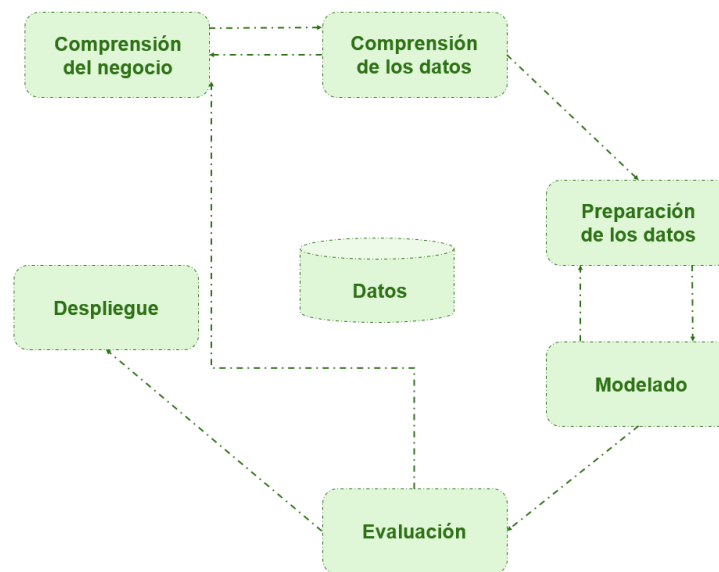 Comprensión
del negocio
Comprensión
de los datos
Preparación
de los datos
Datos
Despliegue
Modelado
Evaluación